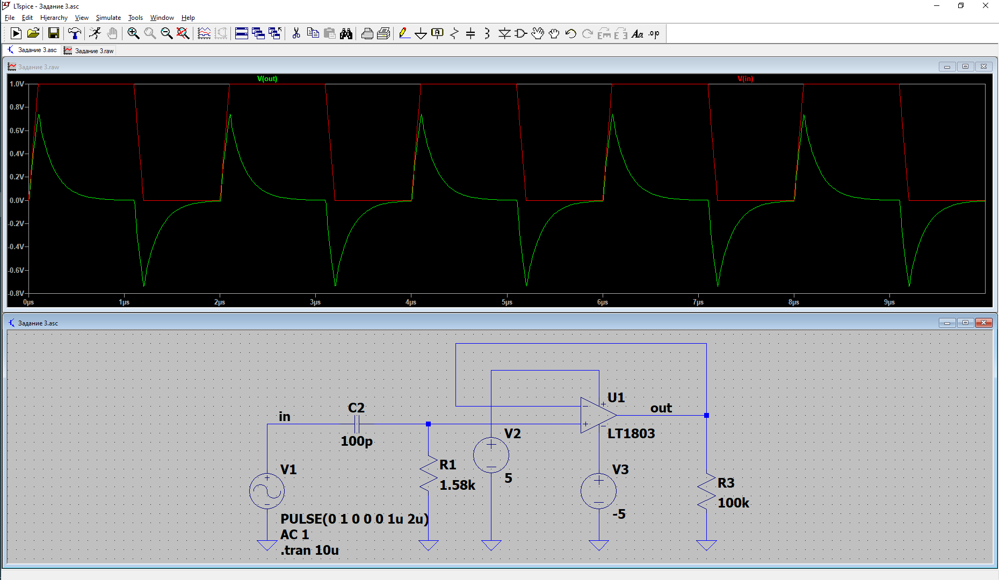 LTspice - Задание 3.asc
File Edit Hierarchy View Simulate Tools Window Help
Задание 3.asc Задание 3.raw
Задание 3.raw
V(out) V(in)
1.0V
0.8V
0.6V
0.4V
0.2V
0.0V
-0.2V
-0.4V
-0.6V
-0.8V
0µs 1µs 2µs 3µs 4µs 5µs 6µs 7µs 8µs 9µs
Задание 3.asc
U1
in C2 out
100p V2 LT1803
R1 V1 V3
1.58k 5 R3
100k
-5
PULSE(0 1 0 0 0 1u 2u)
AC 1
.tran 10u